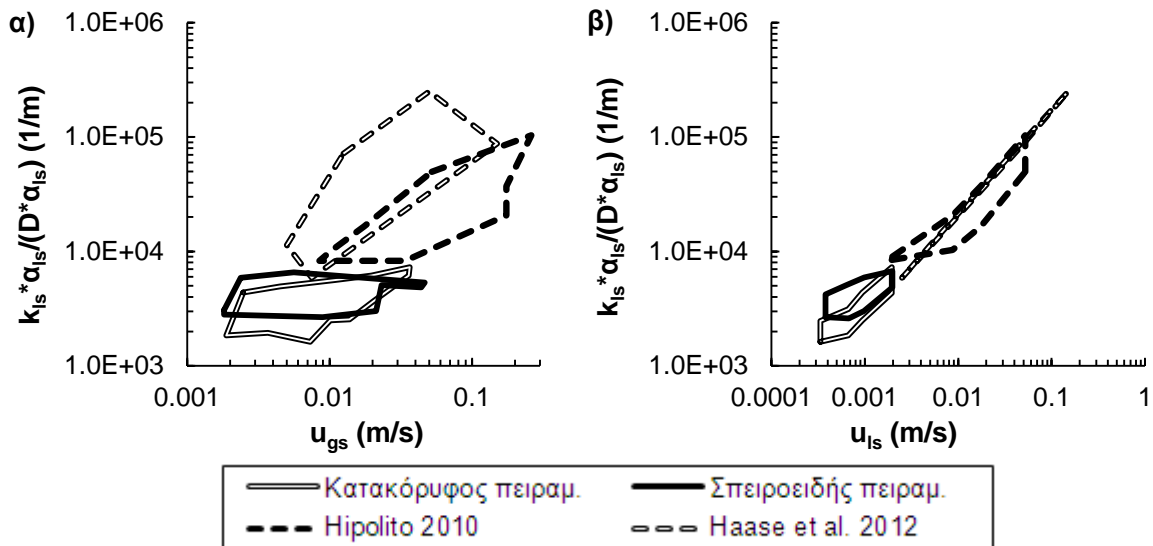 α)
1.0E+06
1.0E+05
1.0E+04
1.0E+03
k_ls*α_ls/(D*α_ls) (1/m)
0.001 0.01 0.1
u_gs (m/s)
β)
1.0E+06
1.0E+05
1.0E+04
1.0E+03
k_ls*α_ls/(D*α_ls) (1/m)
0.0001 0.001 0.01 0.1 1
u_ls (m/s)
Κατακόρυφος πειραμ. Σπειροειδής πειραμ.
Hipolito 2010 Haase et al. 2012